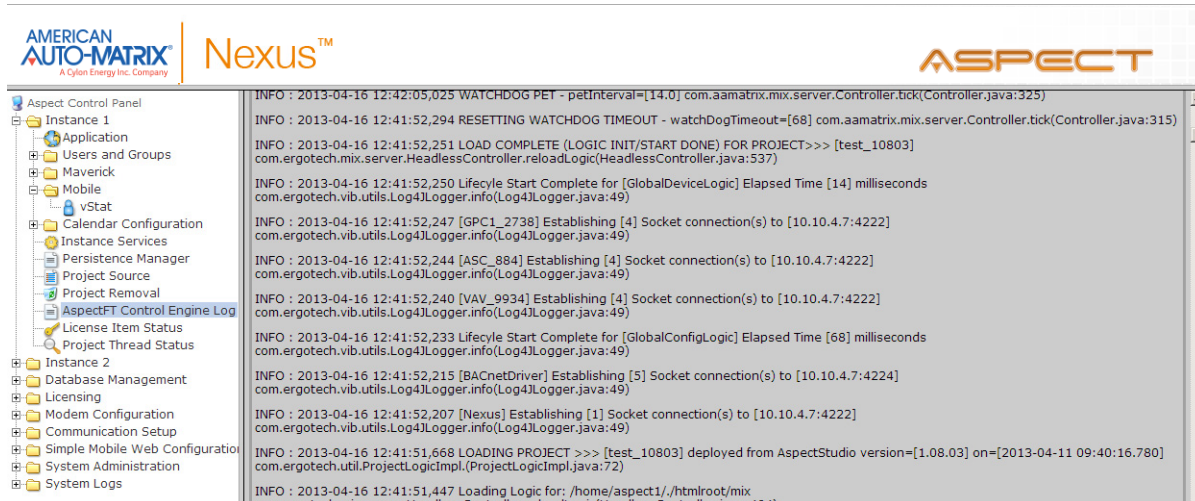 AMERICAN
AUTO-MATRIX®
A Cylon Energy Inc. Company
Nexus™
ASPECT
Aspect Control Panel
Instance 1
Application
Users and Groups
Maverick
Mobile
vStat
Calendar Configuration
Instance Services
Persistence Manager
Project Source
Project Removal
AspectFT Control Engine Log
License Item Status
Project Thread Status
Instance 2
Database Management
Licensing
Modem Configuration
Communication Setup
Simple Mobile Web Configuration
System Administration
System Logs
INFO : 2013-04-16 12:42:05,025 WATCHDOG PET - petInterval=[14.0] com.aamatrix.mix.server.Controller.tick(Controller.java:325)
INFO : 2013-04-16 12:41:52,294 RESETTING WATCHDOG TIMEOUT - watchDogTimeout=[68] com.aamatrix.mix.server.Controller.tick(Controller.java:315)
INFO : 2013-04-16 12:41:52,251 LOAD COMPLETE (LOGIC INIT/START DONE) FOR PROJECT>>> [test_10803]
com.ergotech.mix.server.HeadlessController.reloadLogic(HeadlessController.java:537)
INFO : 2013-04-16 12:41:52,250 Lifecyle Start Complete for [GlobalDeviceLogic] Elapsed Time [14] milliseconds
com.ergotech.vib.utils.Log4JLogger.info(Log4JLogger.java:49)
INFO : 2013-04-16 12:41:52,247 [GPC1_2738] Establishing [4] Socket connection(s) to [10.10.4.7:4222]
com.ergotech.vib.utils.Log4JLogger.info(Log4JLogger.java:49)
INFO : 2013-04-16 12:41:52,244 [ASC_884] Establishing [4] Socket connection(s) to [10.10.4.7:4222]
com.ergotech.vib.utils.Log4JLogger.info(Log4JLogger.java:49)
INFO : 2013-04-16 12:41:52,240 [VAV_9934] Establishing [4] Socket connection(s) to [10.10.4.7:4222]
com.ergotech.vib.utils.Log4JLogger.info(Log4JLogger.java:49)
INFO : 2013-04-16 12:41:52,233 Lifecyle Start Complete for [GlobalConfigLogic] Elapsed Time [68] milliseconds
com.ergotech.vib.utils.Log4JLogger.info(Log4JLogger.java:49)
INFO : 2013-04-16 12:41:52,215 [BACnetDriver] Establishing [5] Socket connection(s) to [10.10.4.7:4224]
com.ergotech.vib.utils.Log4JLogger.info(Log4JLogger.java:49)
INFO : 2013-04-16 12:41:52,207 [Nexus] Establishing [1] Socket connection(s) to [10.10.4.7:4222]
com.ergotech.vib.utils.Log4JLogger.info(Log4JLogger.java:49)
INFO : 2013-04-16 12:41:51,668 LOADING PROJECT >>> [test_10803] deployed from AspectStudio version=[1.08.03] on=[2013-04-11 09:40:16.780]
com.ergotech.util.ProjectLogicImpl.(ProjectLogicImpl.java:72)
INFO : 2013-04-16 12:41:51,447 Loading Logic for: /home/aspect1/./htmlroot/mix